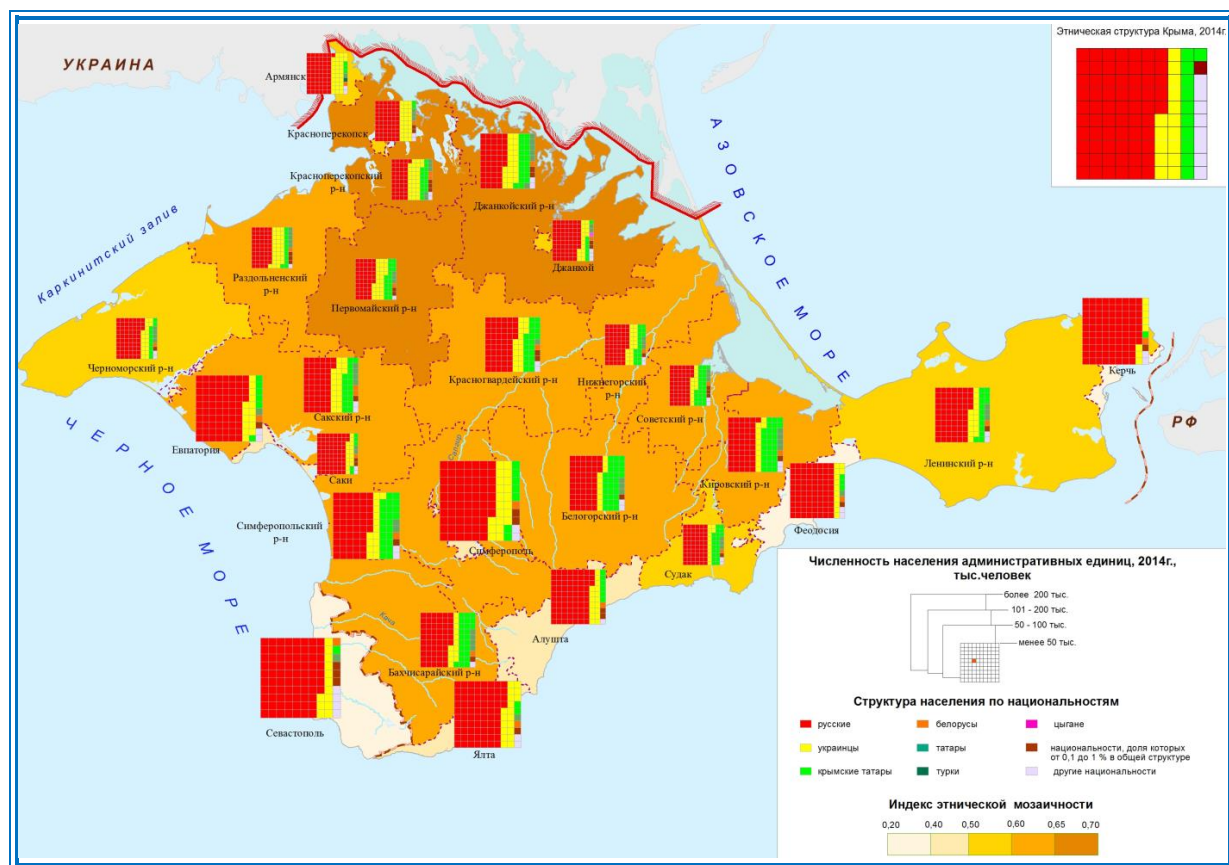 Этническая структура Крыма, 2014г.
УКРАИНА
Армянск
Красноперекопск
Красноперекопский
р-н
Джанкойский р-н
АЗОВСКОЕ МОРЕ
Каркинитский залив
Раздольненский
р-н
Джанкой
Первомайский р-н
Черноморский р-н
Красногвардейский р-н
Нижнегорский
р-н
Керчь
Сакский р-н
Советский р-н
РФ
ЧЕРНОЕ МОРЕ
Евпатория
Саки
Салгир
Кировский р-н
Ленинский р-н
Симферопольский
р-н
Белогорский р-н
Феодосия
Симферополь
Судак
Алушта
Кача
Бахчисарайский р-н
Севастополь
Ялта
Численность населения административных единиц, 2014г.,
тыс.человек
более 200 тыс.
101 - 200 тыс.
50 - 100 тыс.
менее 50 тыс.
Структура населения по национальностям
русские
белорусы
цыгане
украинцы
татары
национальности, доля которых
от 0,1 до 1 % в общей структуре
крымские татары
турки
другие национальности
Индекс этнической мозаичности
0,20 0,40 0,50 0,60 0,65 0,70